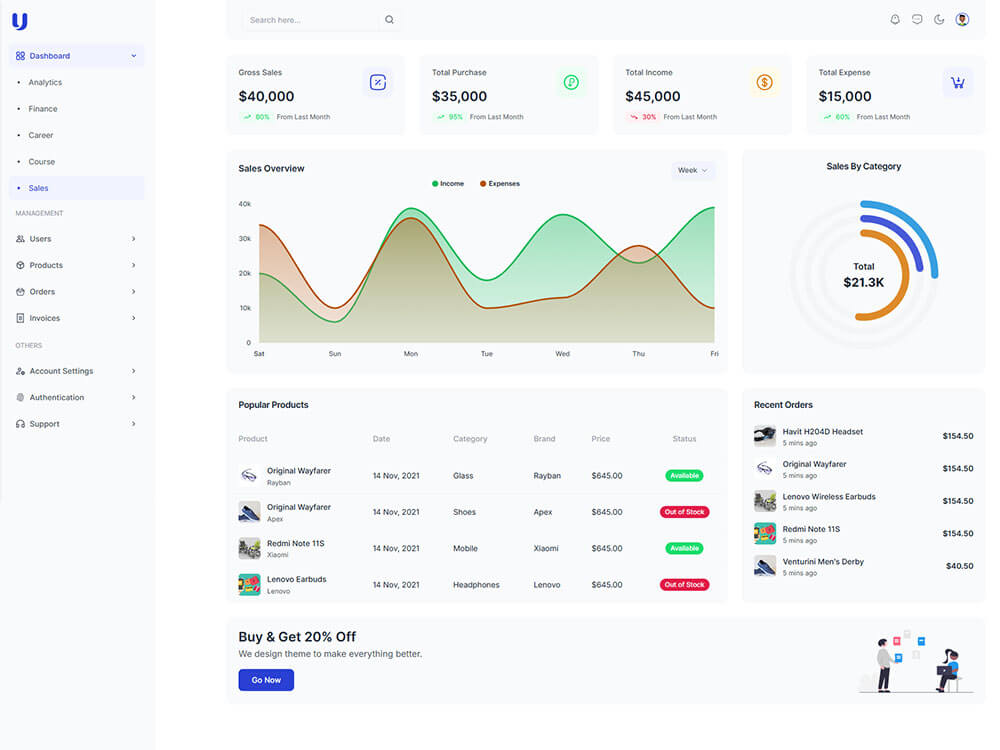 Search here...
Dashboard
Analytics
Finance
Career
Course
Sales
MANAGEMENT
Users
Products
Orders
Invoices
OTHERS
Account Settings
Authentication
Support
Gross Sales
$40,000
80% From Last Month
Total Purchase
$35,000
95% From Last Month
Total Income
$45,000
30% From Last Month
Total Expense
$15,000
60% From Last Month
Sales Overview
Week
Income Expenses
40k
30k
20k
10k
0
Sat Sun Mon Tue Wed Thu Fri
Sales By Category
Total
$21.3K
Popular Products
Product Date Category Brand Price Status
Original Wayfarer
Rayban
14 Nov, 2021 Glass Rayban $645.00 Available
Original Wayfarer
Apex
14 Nov, 2021 Shoes Apex $645.00 Out of Stock
Redmi Note 11S
Xiaomi
14 Nov, 2021 Mobile Xiaomi $645.00 Available
Lenovo Earbuds
Lenovo
14 Nov, 2021 Headphones Lenovo $645.00 Out of Stock
Recent Orders
Havit H204D Headset
5 mins ago
$154.50
Original Wayfarer
5 mins ago
$154.50
Lenovo Wireless Earbuds
5 mins ago
$154.50
Redmi Note 11S
5 mins ago
$154.50
Venturini Men's Derby
5 mins ago
$40.50
Buy & Get 20% Off
We design theme to make everything better.
Go Now